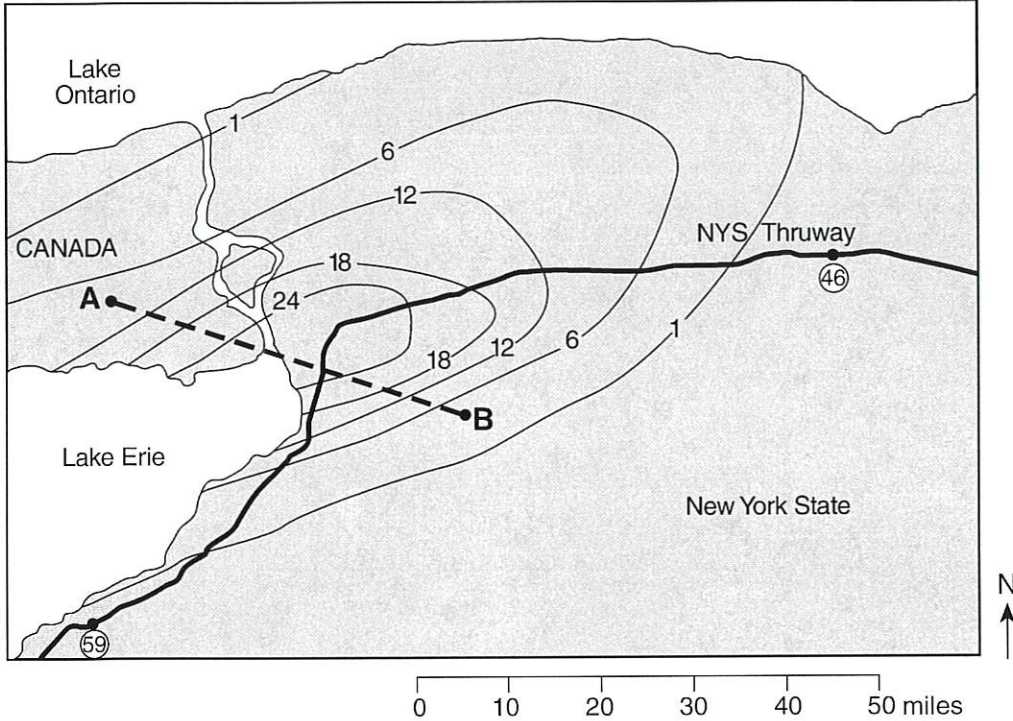 Lake
Ontario
1
6
12
CANADA
NYS Thruway
18
46
A
24
1
6
12
18
B
Lake Erie
New York State
N
59
0 10 20 30 40 50 miles